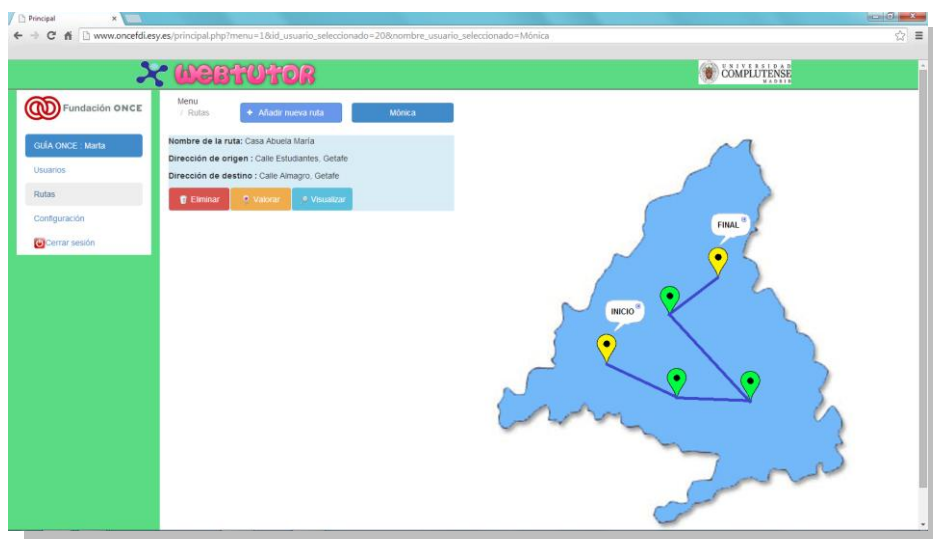 Principal
www.oncefdi.esy.es/principal.php?menu=1&id_usuario_seleccionado=20&nombre_usuario_seleccionado=Mónica
WEBTUTOR
UNIVERSIDAD
COMPLUTENSE
MADRID
Fundación ONCE
Menu
/ Rutas
+ Añadir nueva ruta
Mónica
GUÍA ONCE : Marta
Usuarios
Rutas
Configuración
Cerrar sesión
Nombre de la ruta: Casa Abuela María
Dirección de origen : Calle Estudiantes, Getafe
Dirección de destino : Calle Almagro, Getafe
Eliminar
Valorar
Visualizar
FINAL
INICIO